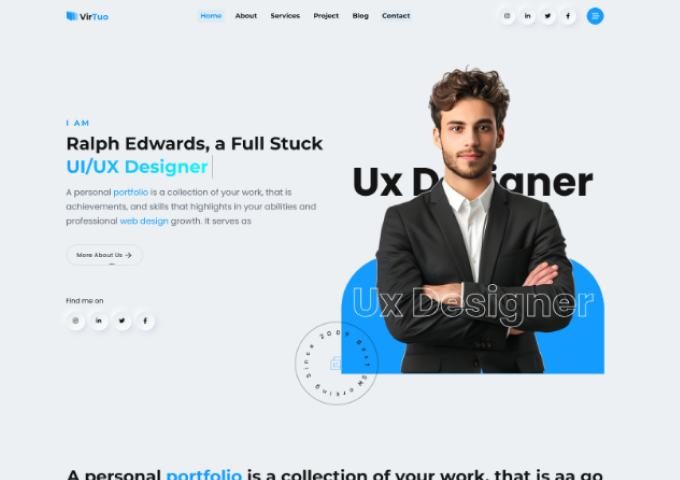 VirTuo
Home About Services Project Blog Contact
I AM
Ralph Edwards, a Full Stuck
UI/UX Designer
A personal portfolio is a collection of your work, that is
achievements, and skills that highlights in your abilities and
professional web design growth. It serves as
More About Us →
Find me on
Ux Designer
Ux Designer
Since 2005 Best Working
A personal portfolio is a collection of your work, that is aa go